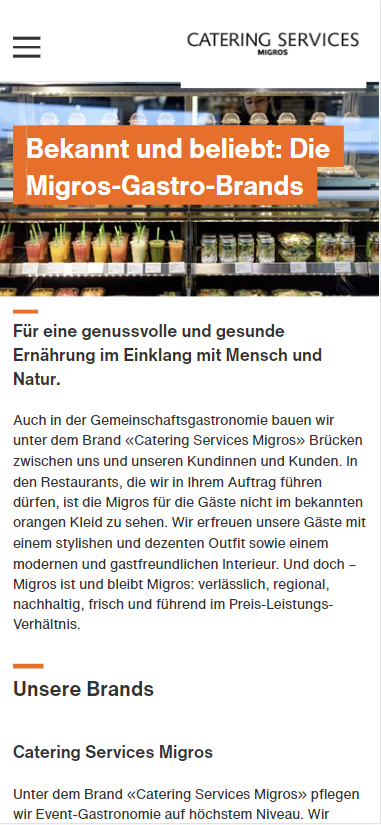 CATERING SERVICES
MIGROS
Bekannt und beliebt: Die
Migros-Gastro-Brands
Für eine genussvolle und gesunde
Ernährung im Einklang mit Mensch und
Natur.
Auch in der Gemeinschaftsgastronomie bauen wir
unter dem Brand «Catering Services Migros» Brücken
zwischen uns und unseren Kundinnen und Kunden. In
den Restaurants, die wir in Ihrem Auftrag führen
dürfen, ist die Migros für die Gäste nicht im bekannten
orangen Kleid zu sehen. Wir erfreuen unsere Gäste mit
einem stylishen und dezenten Outfit sowie einem
modernen und gastfreundlichen Interieur. Und doch –
Migros ist und bleibt Migros: verlässlich, regional,
nachhaltig, frisch und führend im Preis-Leistungs-
Verhältnis.
Unsere Brands
Catering Services Migros
Unter dem Brand «Catering Services Migros» pflegen
wir Event-Gastronomie auf höchstem Niveau. Wir